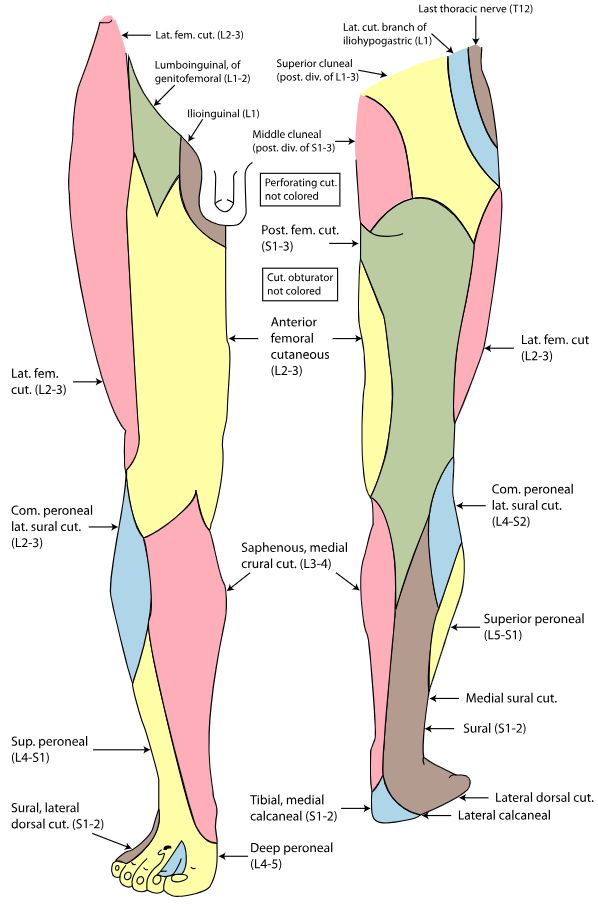 Last thoracic nerve (T12)
Lat. cut. branch of
iliohypogastric (L1)
Lat. fem. cut. (L2-3)
Lumboinguinal, of
genitofemoral (L1-2)
Superior cluneal
(post. div. of L1-3)
Ilioinguinal (L1)
Middle cluneal
(post. div. of S1-3)
Perforating cut.
not colored
Post. fem. cut.
(S1-3)
Cut. obturator
not colored
Anterior
femoral
cutaneous
(L2-3)
Lat. fem. cut
(L2-3)
Lat. fem.
cut. (L2-3)
Com. peroneal
lat. sural cut.
(L2-3)
Com. peroneal
lat. sural cut.
(L4-S2)
Saphenous, medial
crural cut. (L3-4)
Superior peroneal
(L5-S1)
Medial sural cut.
Sural (S1-2)
Sup. peroneal
(L4-S1)
Sural, lateral
dorsal cut. (S1-2)
Tibial, medial
calcaneal (S1-2)
Lateral dorsal cut.
Lateral calcaneal
Deep peroneal
(L4-5)